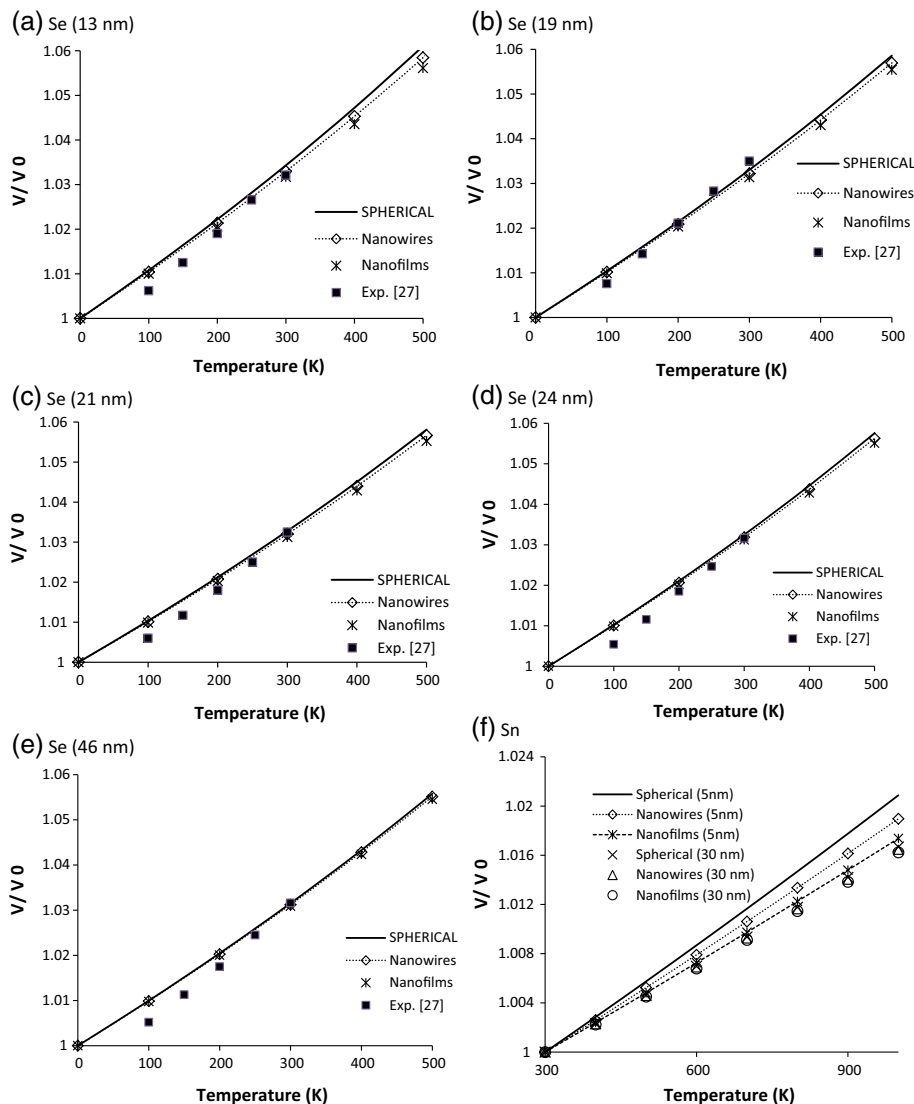 (a) Se (13 nm)
1.06
1.05
1.04
1.03
1.02
1.01
1
V/ V 0
SPHERICAL
Nanowires
Nanofilms
Exp. [27]
0 100 200 300 400 500
Temperature (K)
(b) Se (19 nm)
1.06
1.05
1.04
1.03
1.02
1.01
1
V/ V 0
SPHERICAL
Nanowires
Nanofilms
Exp. [27]
0 100 200 300 400 500
Temperature (K)
(c) Se (21 nm)
1.06
1.05
1.04
1.03
1.02
1.01
1
V/ V 0
SPHERICAL
Nanowires
Nanofilms
Exp. [27]
0 100 200 300 400 500
Temperature (K)
(d) Se (24 nm)
1.06
1.05
1.04
1.03
1.02
1.01
1
V/ V 0
SPHERICAL
Nanowires
Nanofilms
Exp. [27]
0 100 200 300 400 500
Temperature (K)
(e) Se (46 nm)
1.06
1.05
1.04
1.03
1.02
1.01
1
V/ V 0
SPHERICAL
Nanowires
Nanofilms
Exp. [27]
0 100 200 300 400 500
Temperature (K)
(f) Sn
1.024
1.02
1.016
1.012
1.008
1.004
1
V/ V 0
Spherical (5nm)
Nanowires (5nm)
Nanofilms (5nm)
Spherical (30 nm)
Nanowires (30 nm)
Nanofilms (30 nm)
300 500 700 900
Temperature (K)